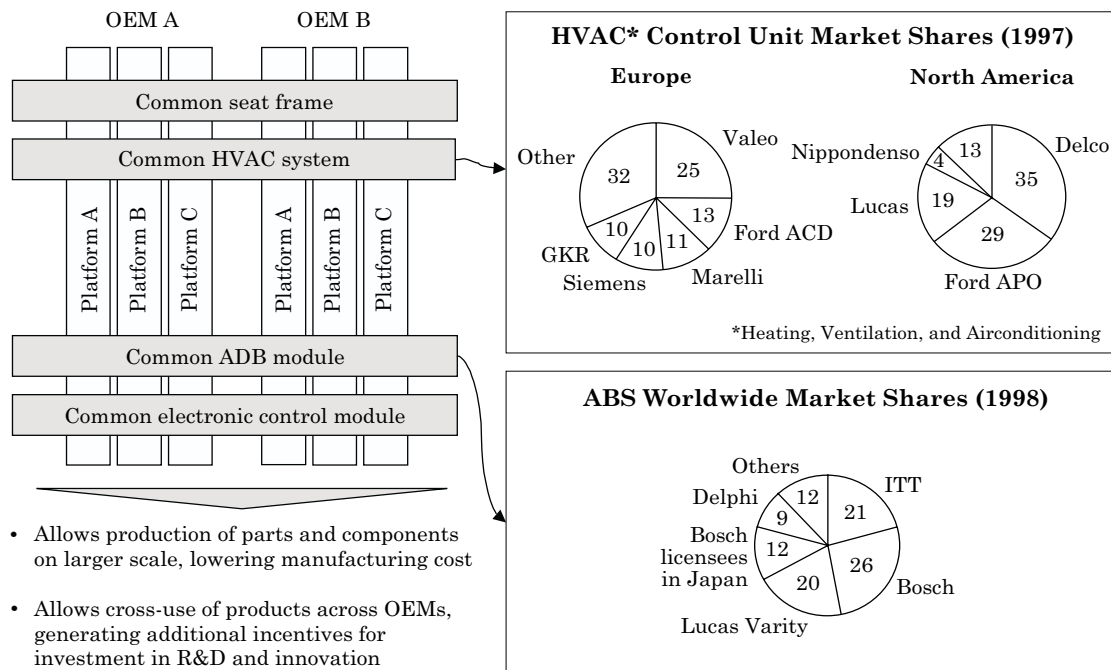 OEM A
OEM B
Common seat frame
Common HVAC system
Platform A
Platform B
Platform C
Platform A
Platform B
Platform C
Common ADB module
Common electronic control module
• Allows production of parts and components
on larger scale, lowering manufacturing cost
• Allows cross-use of products across OEMs,
generating additional incentives for
investment in R&D and innovation
HVAC* Control Unit Market Shares (1997)
Europe
Other
32
Valeo
25
13
Ford ACD
11
Marelli
10
Siemens
10
GKR
North America
13
Delco
35
Nippondenso
4
Lucas
19
29
Ford APO
*Heating, Ventilation, and Airconditioning
ABS Worldwide Market Shares (1998)
Others
12
ITT
21
Delphi
9
Bosch
licensees
in Japan
12
26
Bosch
20
Lucas Varity